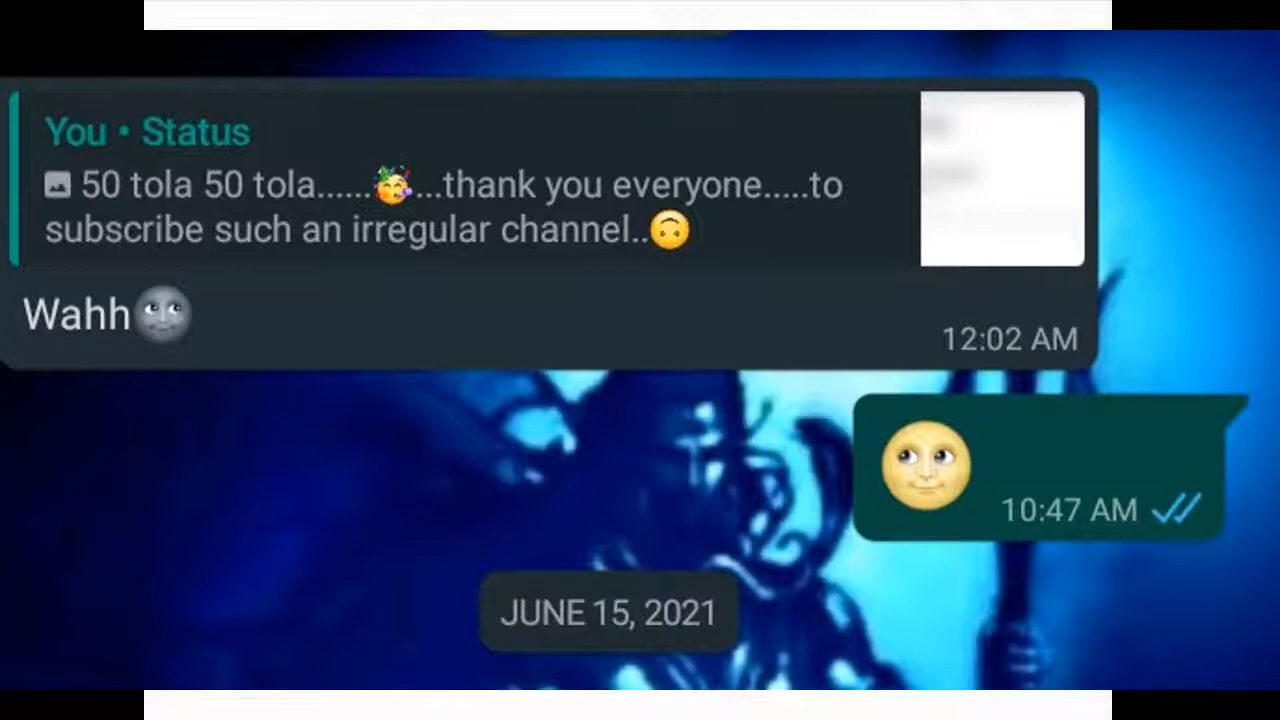 You • Status
50 tola 50 tola......🥳...thank you everyone.....to
subscribe such an irregular channel..🙃
Wahh🌚
12:02 AM
🌝
10:47 AM
JUNE 15, 2021